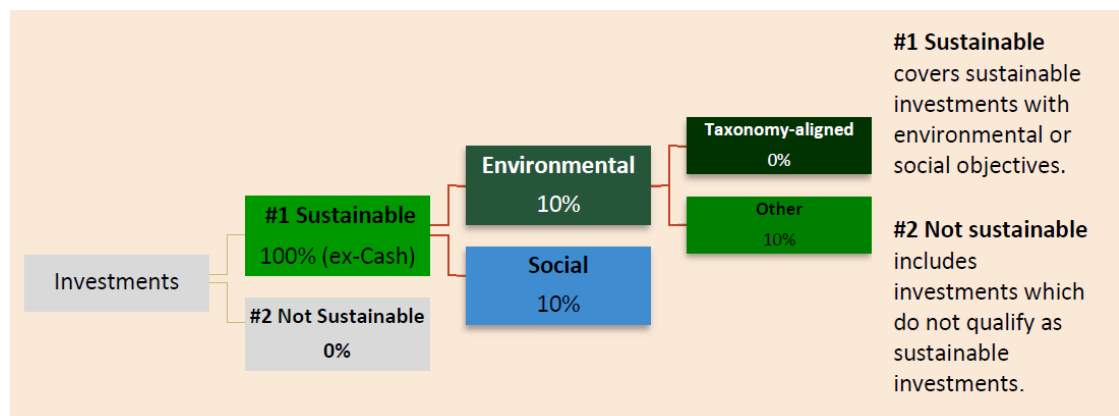 Investments
#1 Sustainable
100% (ex-Cash)
#2 Not Sustainable
0%
Environmental
10%
Social
10%
Taxonomy-aligned
0%
Other
10%
#1 Sustainable
covers sustainable
investments with
environmental or
social objectives.
#2 Not sustainable
includes
investments which
do not qualify as
sustainable
investments.